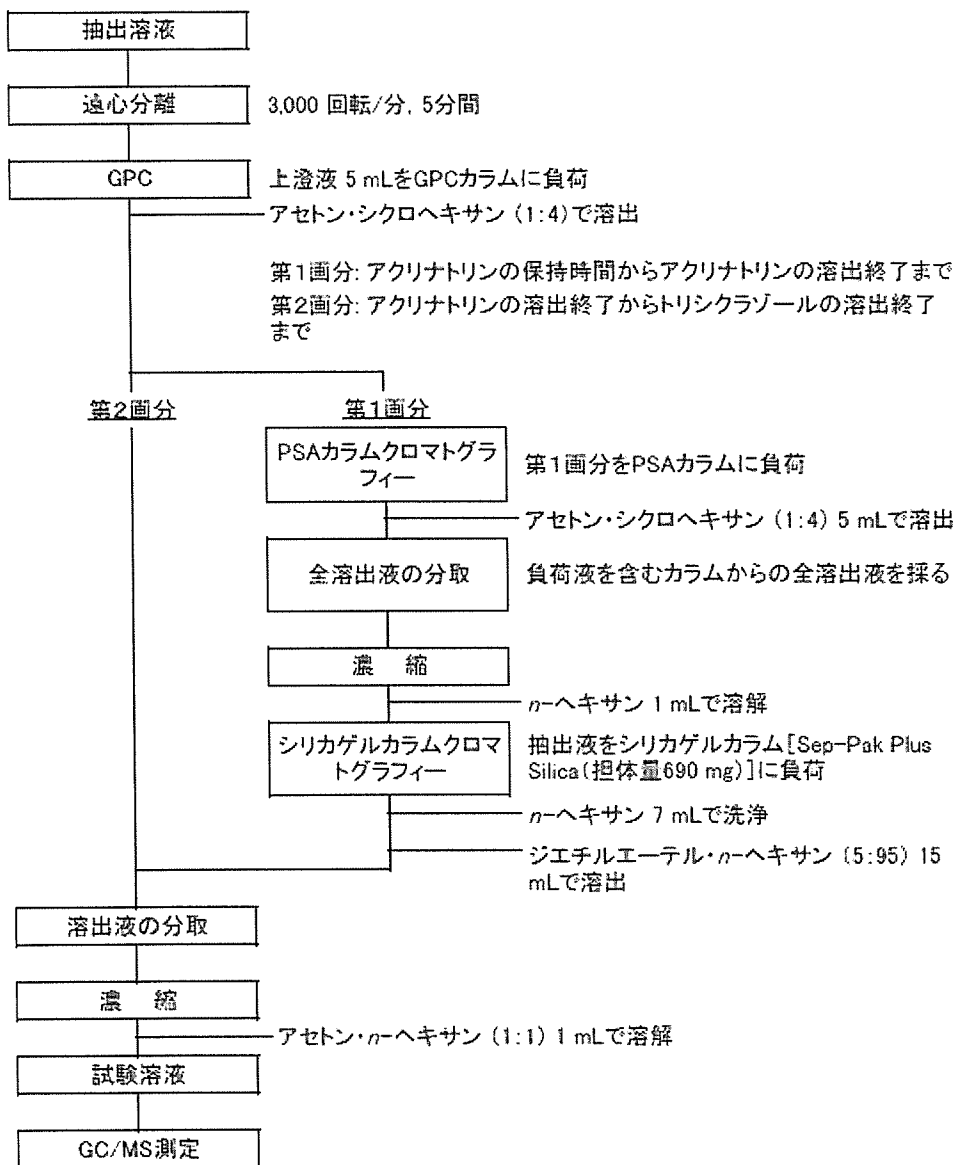 抽出溶液
遠心分離
3,000 回転/分, 5分間
GPC
上澄液 5 mLをGPCカラムに負荷
アセトン・シクロヘキサン (1:4)で溶出
第1画分: アクリナトリンの保持時間からアクリナトリンの溶出終了まで
第2画分: アクリナトリンの溶出終了からトリシクラゾールの溶出終了
まで
第2画分
第1画分
PSAカラムクロマトグラ
フィー
第1画分をPSAカラムに負荷
アセトン・シクロヘキサン (1:4) 5 mLで溶出
全溶出液の分取
負荷液を含むカラムからの全溶出液を採る
濃 縮
n-ヘキサン 1 mLで溶解
シリカゲルカラムクロマ
トグラフィー
抽出液をシリカゲルカラム[Sep-Pak Plus
Silica(担体量690 mg)]に負荷
n-ヘキサン 7 mLで洗浄
ジエチルエーテル・n-ヘキサン (5:95) 15
mLで溶出
溶出液の分取
濃 縮
アセトン・n-ヘキサン (1:1) 1 mLで溶解
試験溶液
GC/MS測定